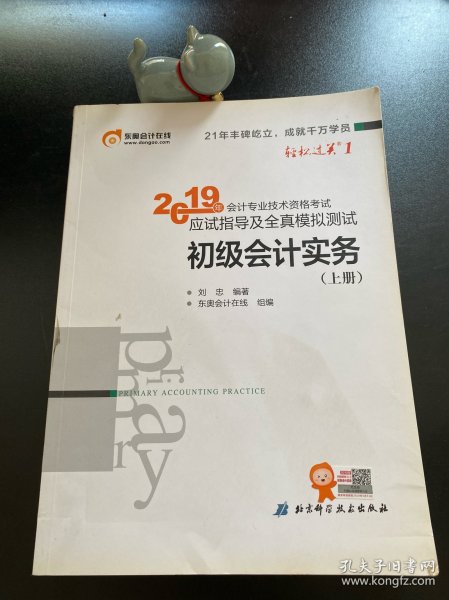 东奥会计在线
www.dongao.com
21年丰碑屹立，成就千万学员
轻松过关®1
2019年 会计专业技术资格考试
应试指导及全真模拟测试
初级会计实务
（上册）
● 刘 忠 编著
● 东奥会计在线 组编
primary
PRIMARY ACCOUNTING PRACTICE
北京科学技术出版社
孔夫子旧书网
www.kongfz.com